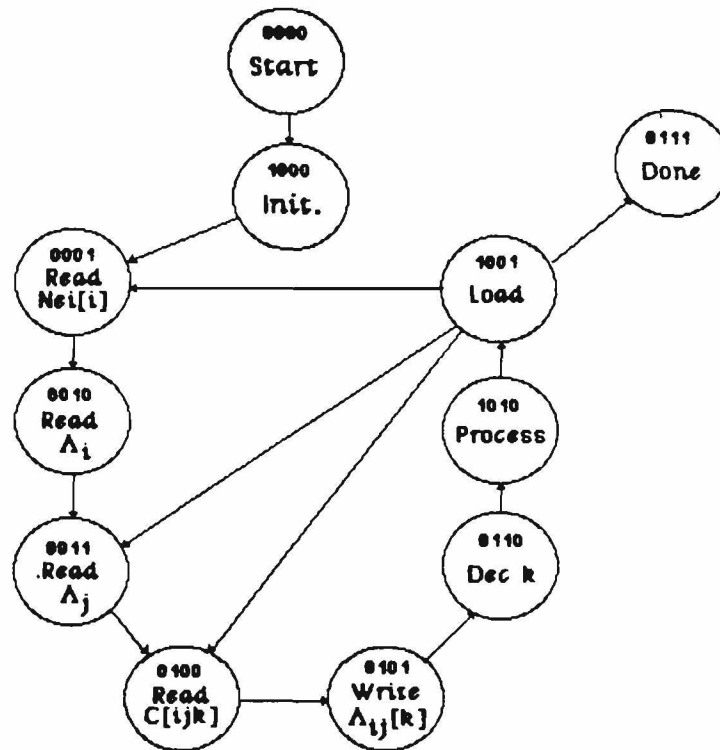 0000
Start
1000
Init.
0111
Done
0001
Read
Nei[i]
1001
Load
0010
Read
Λi
1010
Process
0011
.Read
Λj
0110
Dec k
0100
Read
C[ijk]
0101
Write
Λij[k]